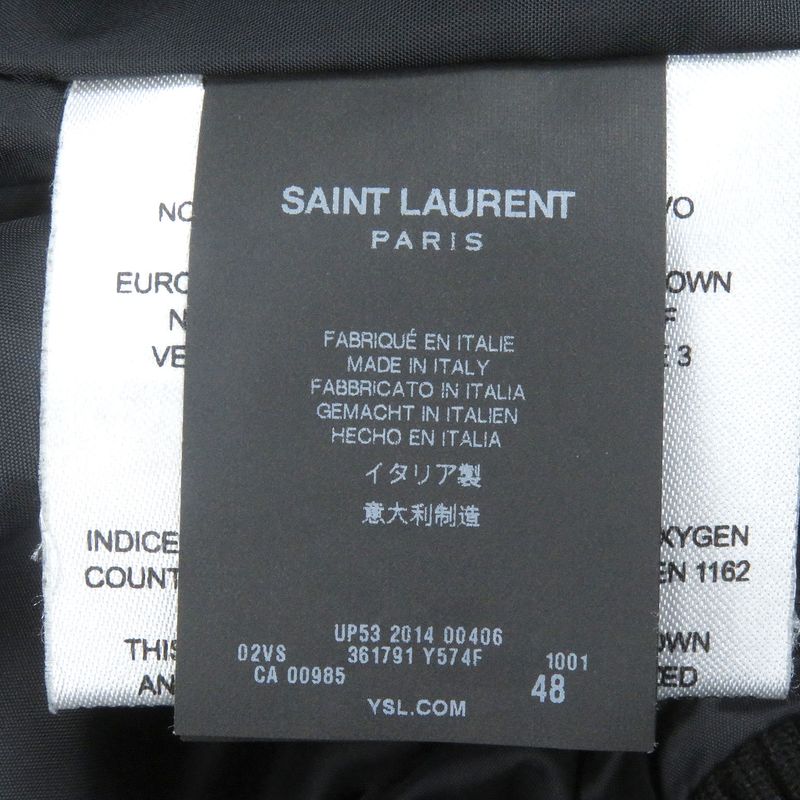 SAINT LAURENT
PARIS
FABRIQUÉ EN ITALIE
MADE IN ITALY
FABBRICATO IN ITALIA
GEMACHT IN ITALIEN
HECHO EN ITALIA
イタリア製
意大利制造
UP53 2014 00406
02VS 361791 Y574F 1001
CA 00985 48
YSL.COM
NO VO
EURO OWN
N F
VE E 3
INDICE XYGEN
COUNT EN 1162
THIS OWN
AN ZED